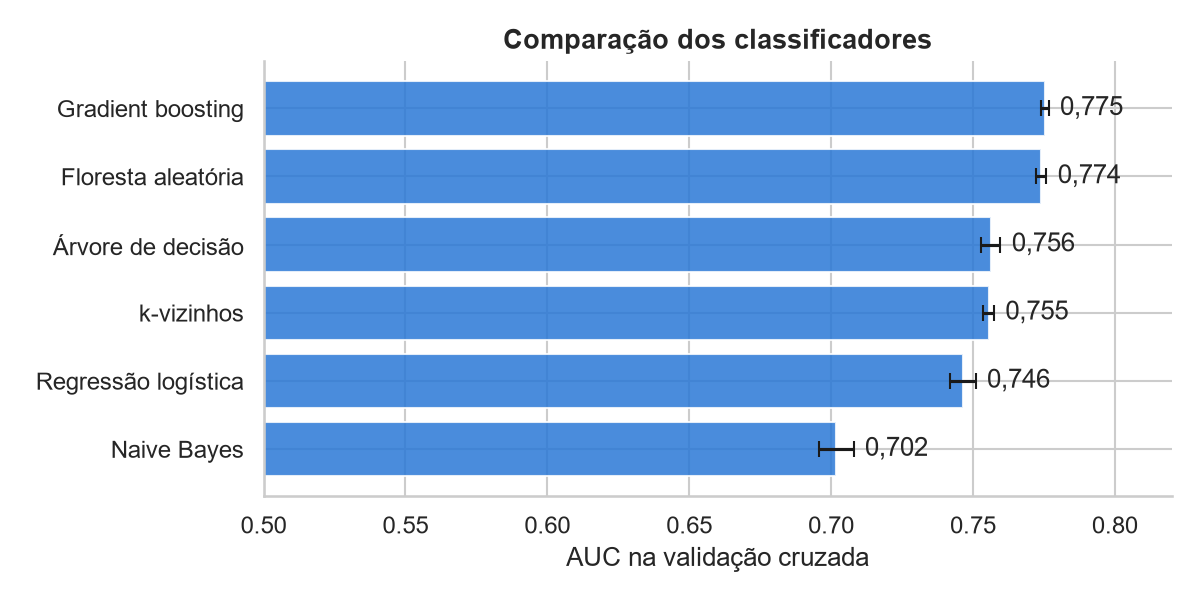 Comparação dos classificadores
Gradient boosting 0,775
Floresta aleatória 0,774
Árvore de decisão 0,756
k-vizinhos 0,755
Regressão logística 0,746
Naive Bayes 0,702
0.50 0.55 0.60 0.65 0.70 0.75 0.80
AUC na validação cruzada